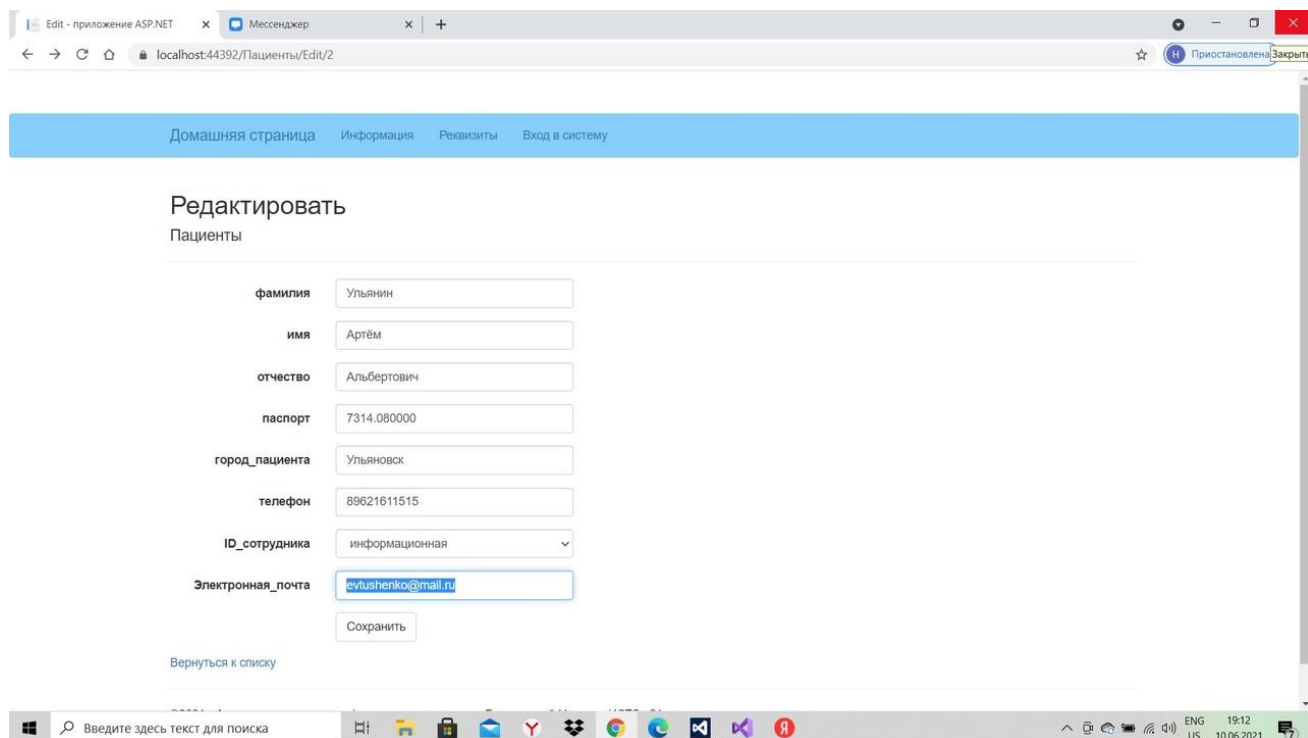 Edit - приложение ASP.NET Мессенджер
localhost:44392/Пациенты/Edit/2 Н Приостановлена Закрыть
Домашняя страница Информация Реквизиты Вход в систему
Редактировать
Пациенты
фамилия Ульянин
имя Артём
отчество Альбертович
паспорт 7314.080000
город_пациента Ульяновск
телефон 89621611515
ID_сотрудника информационная
Электронная_почта evtushenko@mail.ru
Сохранить
Вернуться к списку
Введите здесь текст для поиска Y Я ENG 19:12
US 10.06.2021 7